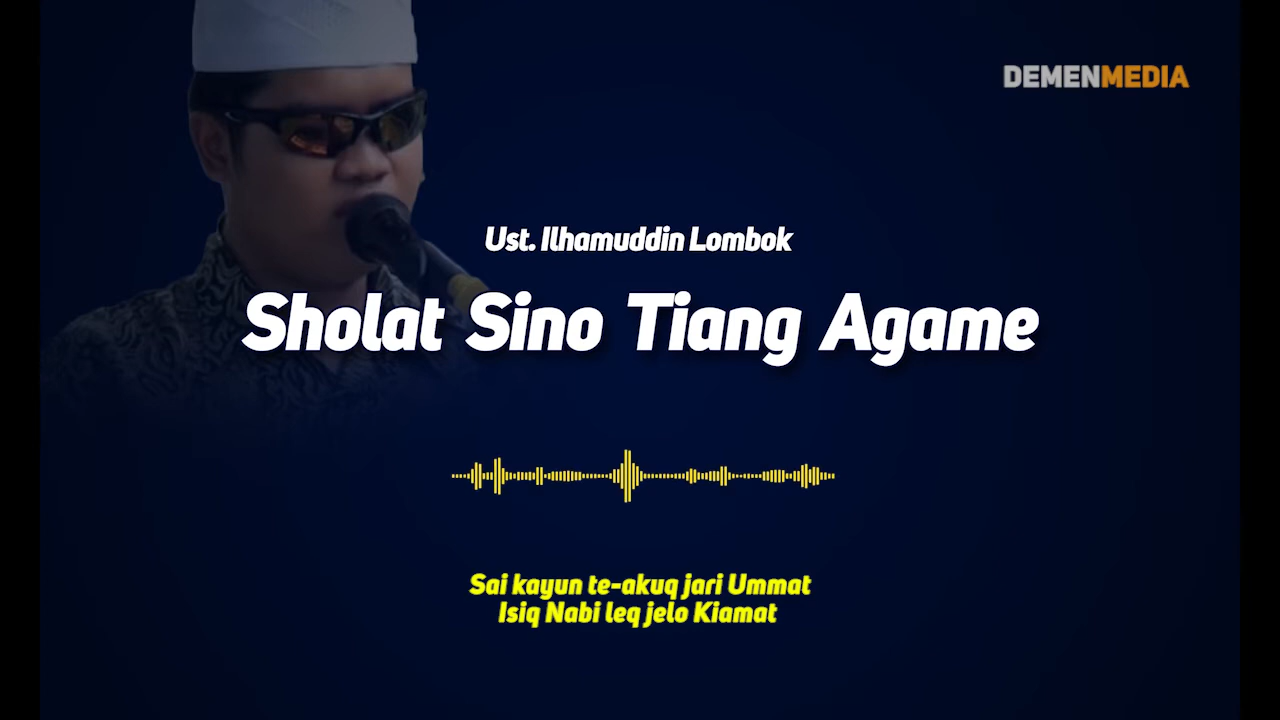 DEMENMEDIA
Ust. Ilhamuddin Lombok
Sholat Sino Tiang Agame
Sai kayun te-akuq jari Ummat
Isiq Nabi leq jelo Kiamat